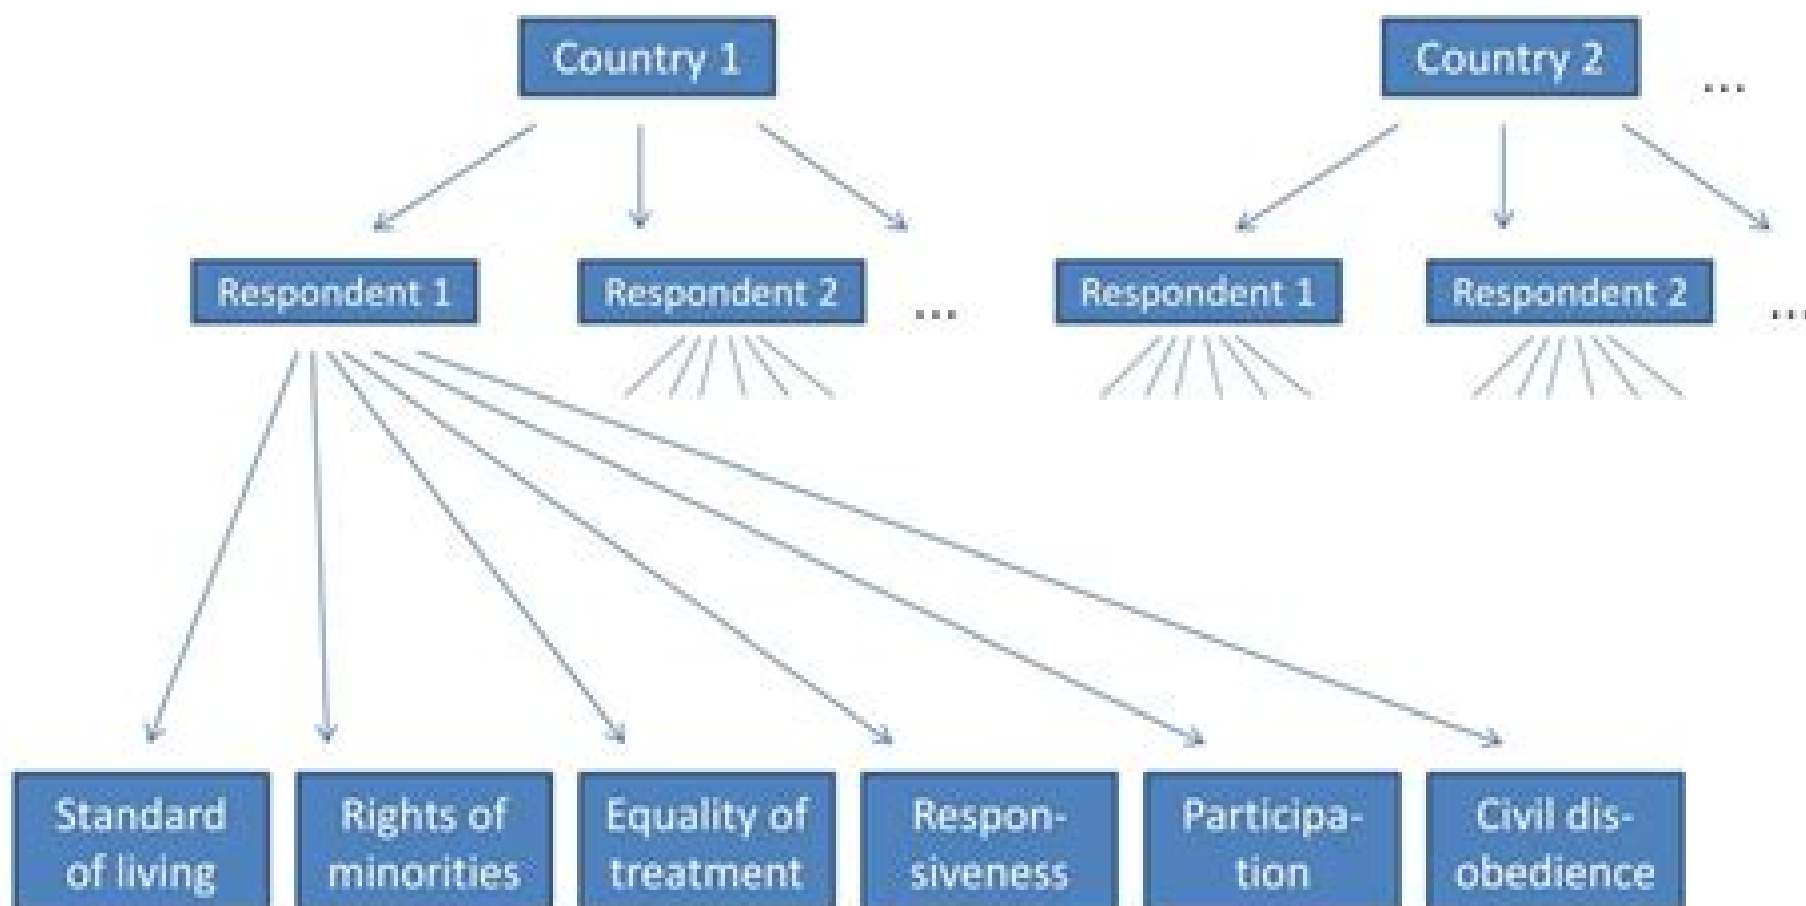 Country 1
Country 2
...
Respondent 1
Respondent 2
...
Respondent 1
Respondent 2
...
Standard
of living
Rights of
minorities
Equality of
treatment
Respon-
siveness
Participa-
tion
Civil dis-
obedience